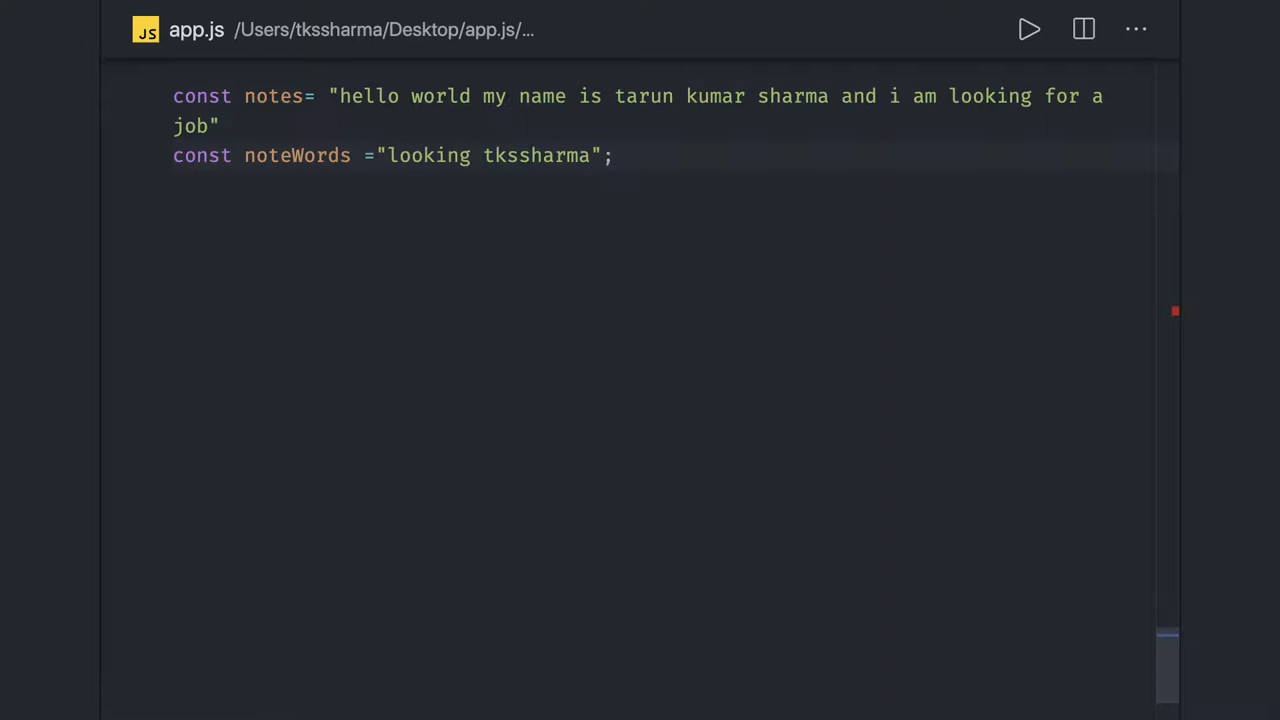 JS app.js /Users/tkssharma/Desktop/app.js/...
const notes= "hello world my name is tarun kumar sharma and i am looking for a
job"
const noteWords ="looking tkssharma";